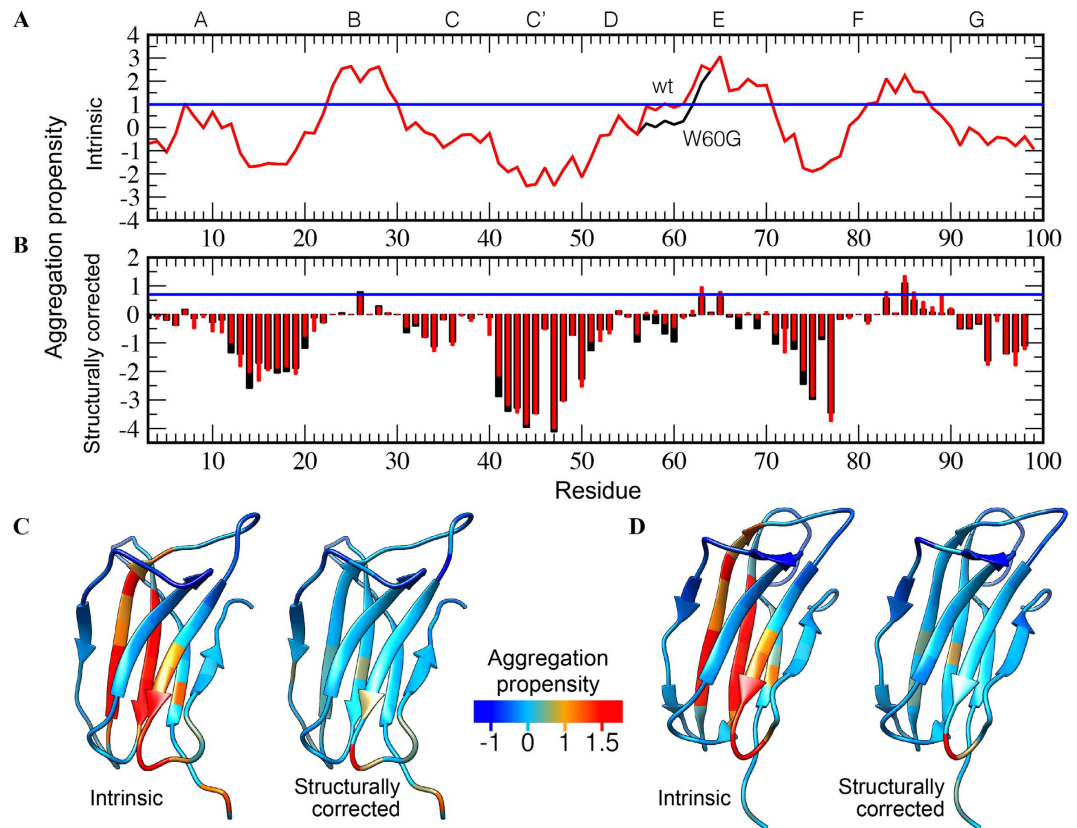 A
A B C C’ D E F G
Aggregation propensity
Intrinsic
4
3
2
1
0
-1
-2
-3
-4
wt
W60G
10 20 30 40 50 60 70 80 90 100
B
Structurally corrected
2
1
0
-1
-2
-3
-4
10 20 30 40 50 60 70 80 90 100
Residue
C
Intrinsic
Structurally
corrected
Aggregation
propensity
-1 0 1 1.5
D
Intrinsic
Structurally
corrected